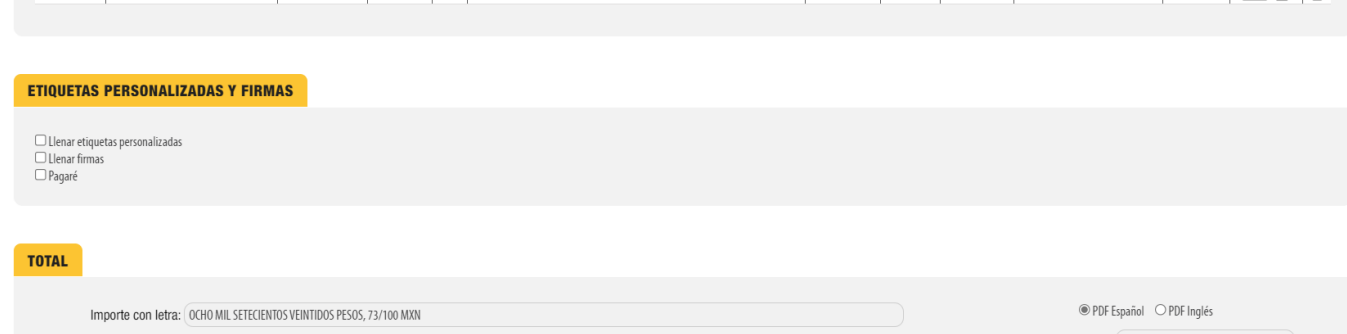 ETIQUETAS PERSONALIZADAS Y FIRMAS
Llenar etiquetas personalizadas
Llenar firmas
Pagaré
TOTAL
Importe con letra: OCHO MIL SETECIENTOS VEINTIDOS PESOS, 73/100 MXN
PDF Español PDF Inglés